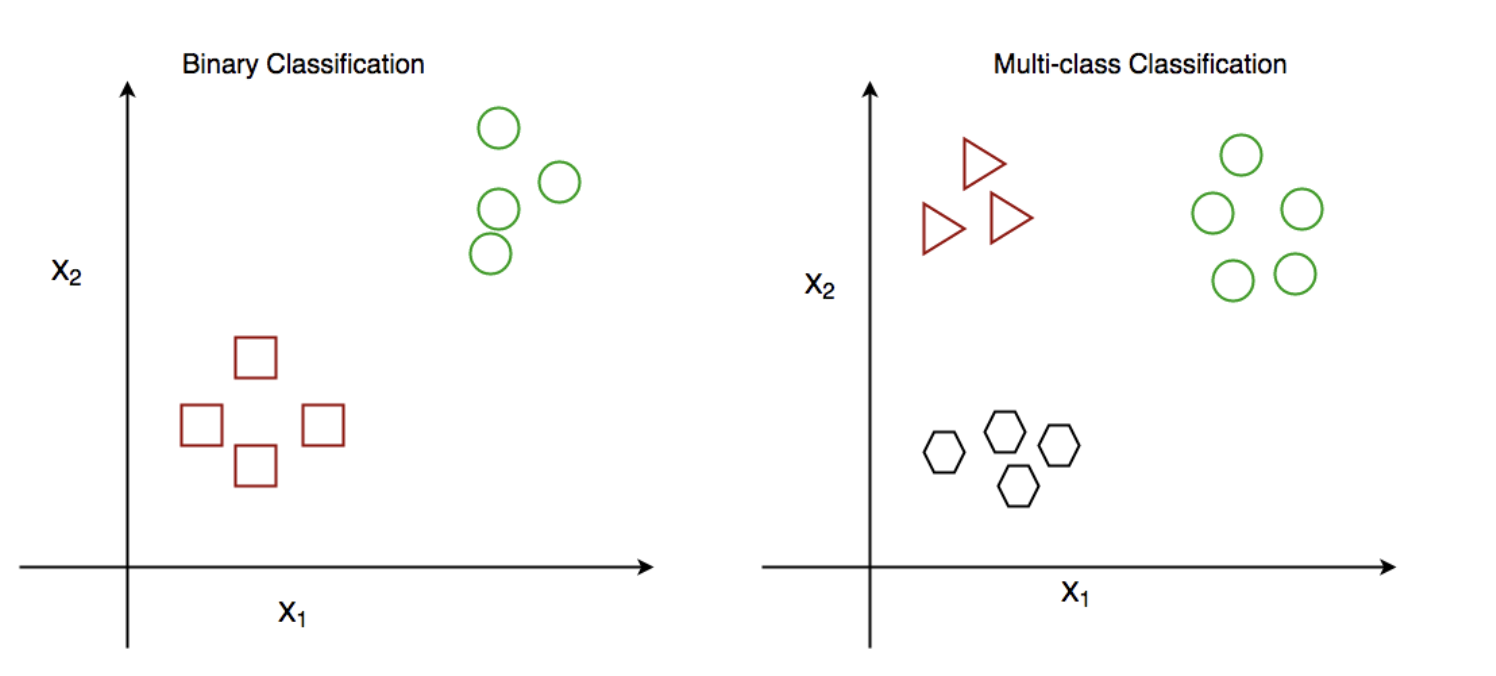 Binary Classification
X₂
X₁
Multi-class Classification
X₂
X₁